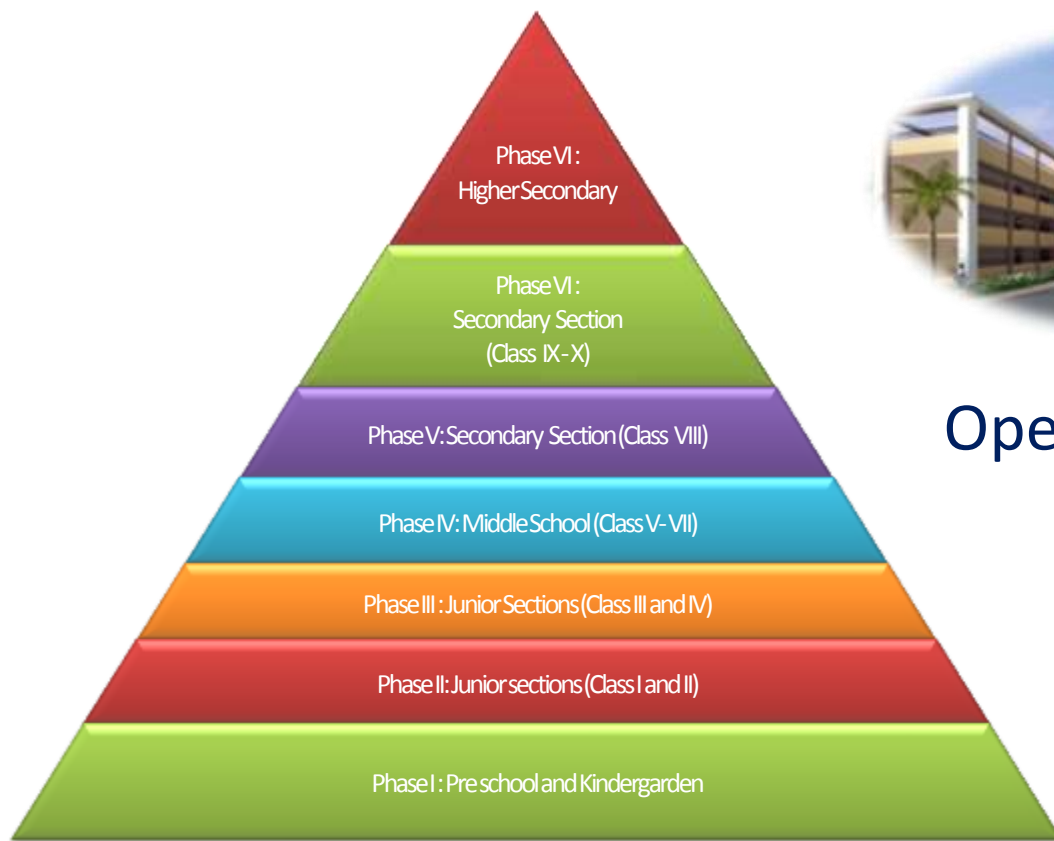 Phase VI :
Higher Secondary
Phase VI :
Secondary Section
(Class IX - X)
Phase V: Secondary Section (Class VIII)
Phase IV: Middle School (Class V - VII)
Phase III : Junior Sections (Class III and IV)
Phase II: Junior sections (Class I and II)
Phase I : Pre school and Kindergarden
Ope